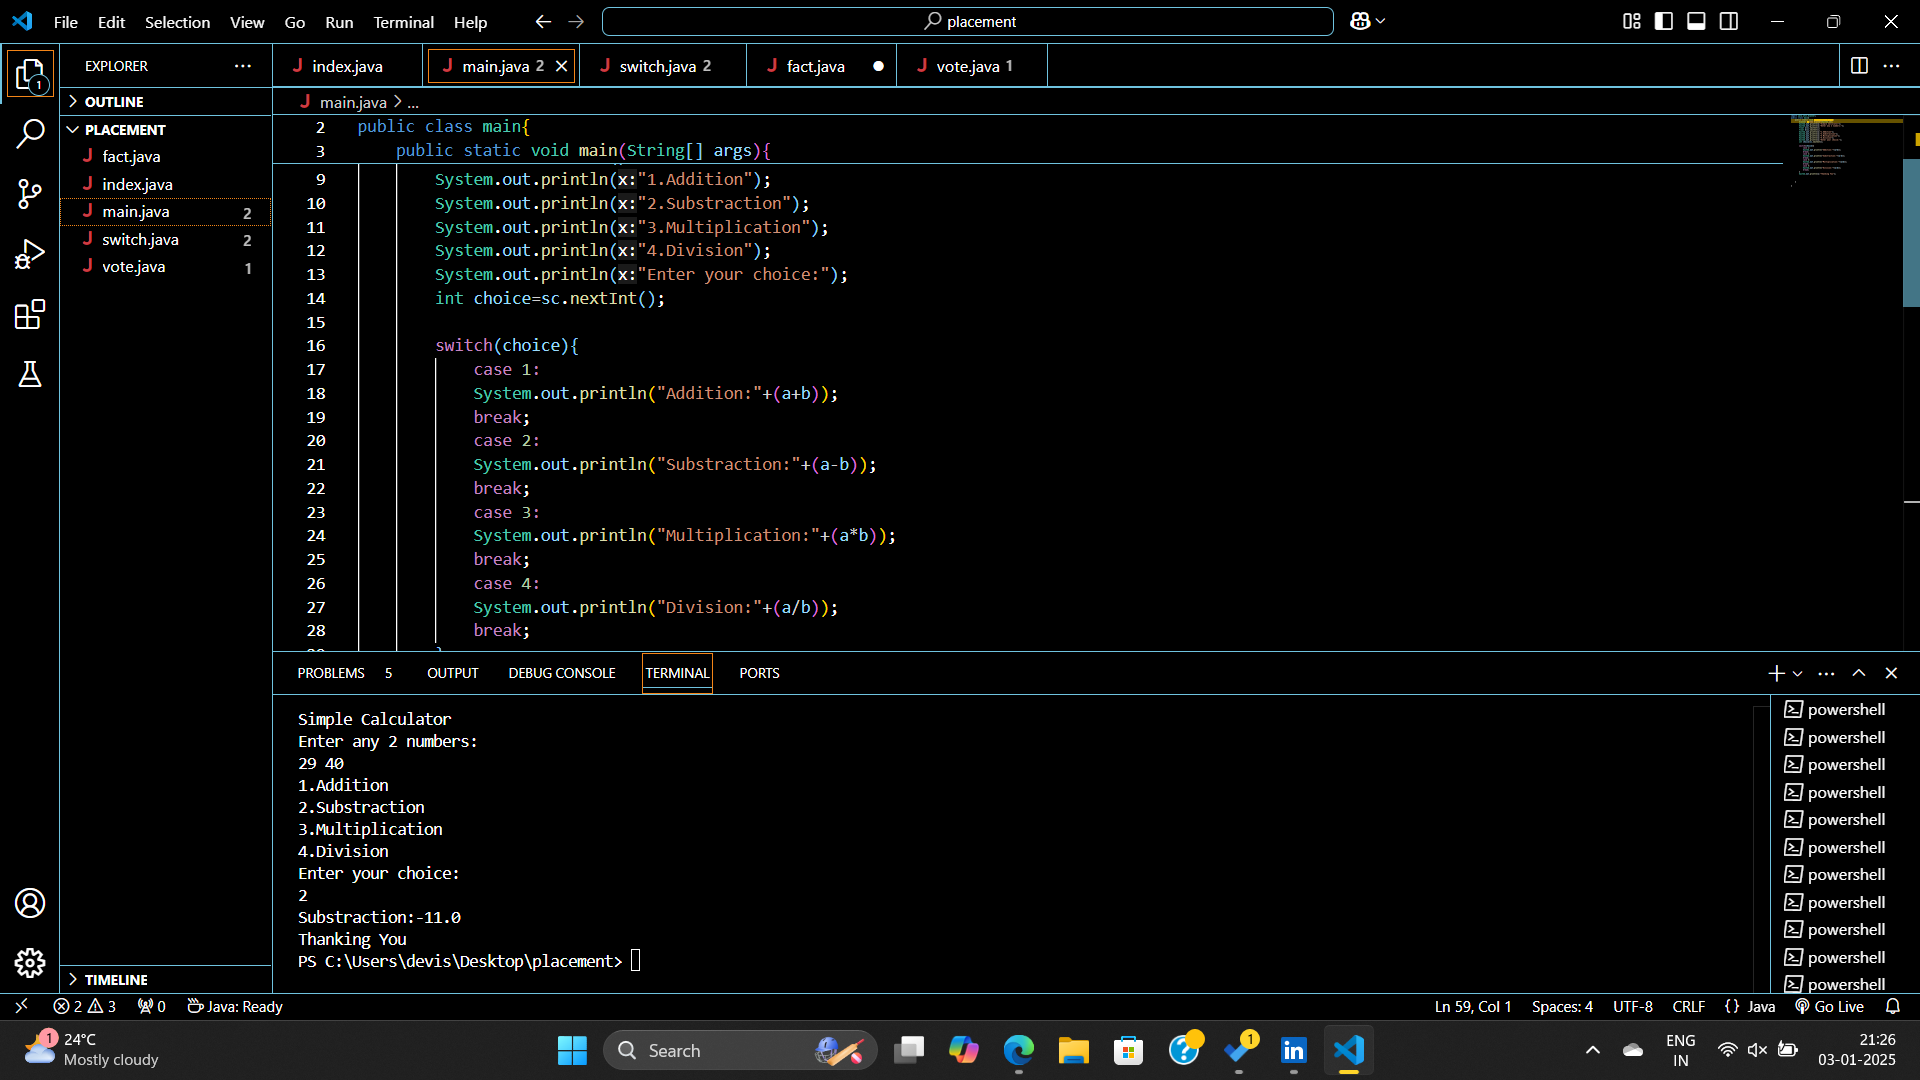 File Edit Selection View Go Run Terminal Help placement
EXPLORER
OUTLINE
PLACEMENT
fact.java
index.java
main.java 2
switch.java 2
vote.java 1
TIMELINE
index.java main.java 2 switch.java 2 fact.java vote.java 1
main.java > ...
2 public class main{
3 public static void main(String[] args){
9 System.out.println(x:"1.Addition");
10 System.out.println(x:"2.Substraction");
11 System.out.println(x:"3.Multiplication");
12 System.out.println(x:"4.Division");
13 System.out.println(x:"Enter your choice:");
14 int choice=sc.nextInt();
15
16 switch(choice){
17 case 1:
18 System.out.println("Addition:"+(a+b));
19 break;
20 case 2:
21 System.out.println("Substraction:"+(a-b));
22 break;
23 case 3:
24 System.out.println("Multiplication:"+(a*b));
25 break;
26 case 4:
27 System.out.println("Division:"+(a/b));
28 break;
PROBLEMS 5 OUTPUT DEBUG CONSOLE TERMINAL PORTS
Simple Calculator
Enter any 2 numbers:
29 40
1.Addition
2.Substraction
3.Multiplication
4.Division
Enter your choice:
2
Substraction:-11.0
Thanking You
PS C:\Users\devis\Desktop\placement>
powershell
powershell
powershell
powershell
powershell
powershell
powershell
powershell
powershell
powershell
powershell
2 3 0 Java: Ready Ln 59, Col 1 Spaces: 4 UTF-8 CRLF {} Java Go Live
1 24°C
Mostly cloudy
Search
1
ENG
IN
21:26
03-01-2025